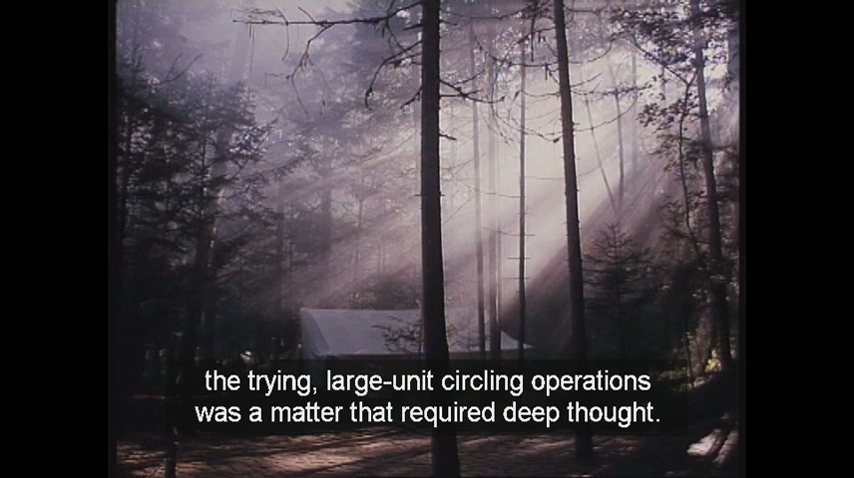 the trying, large-unit circling operations
was a matter that required deep thought.